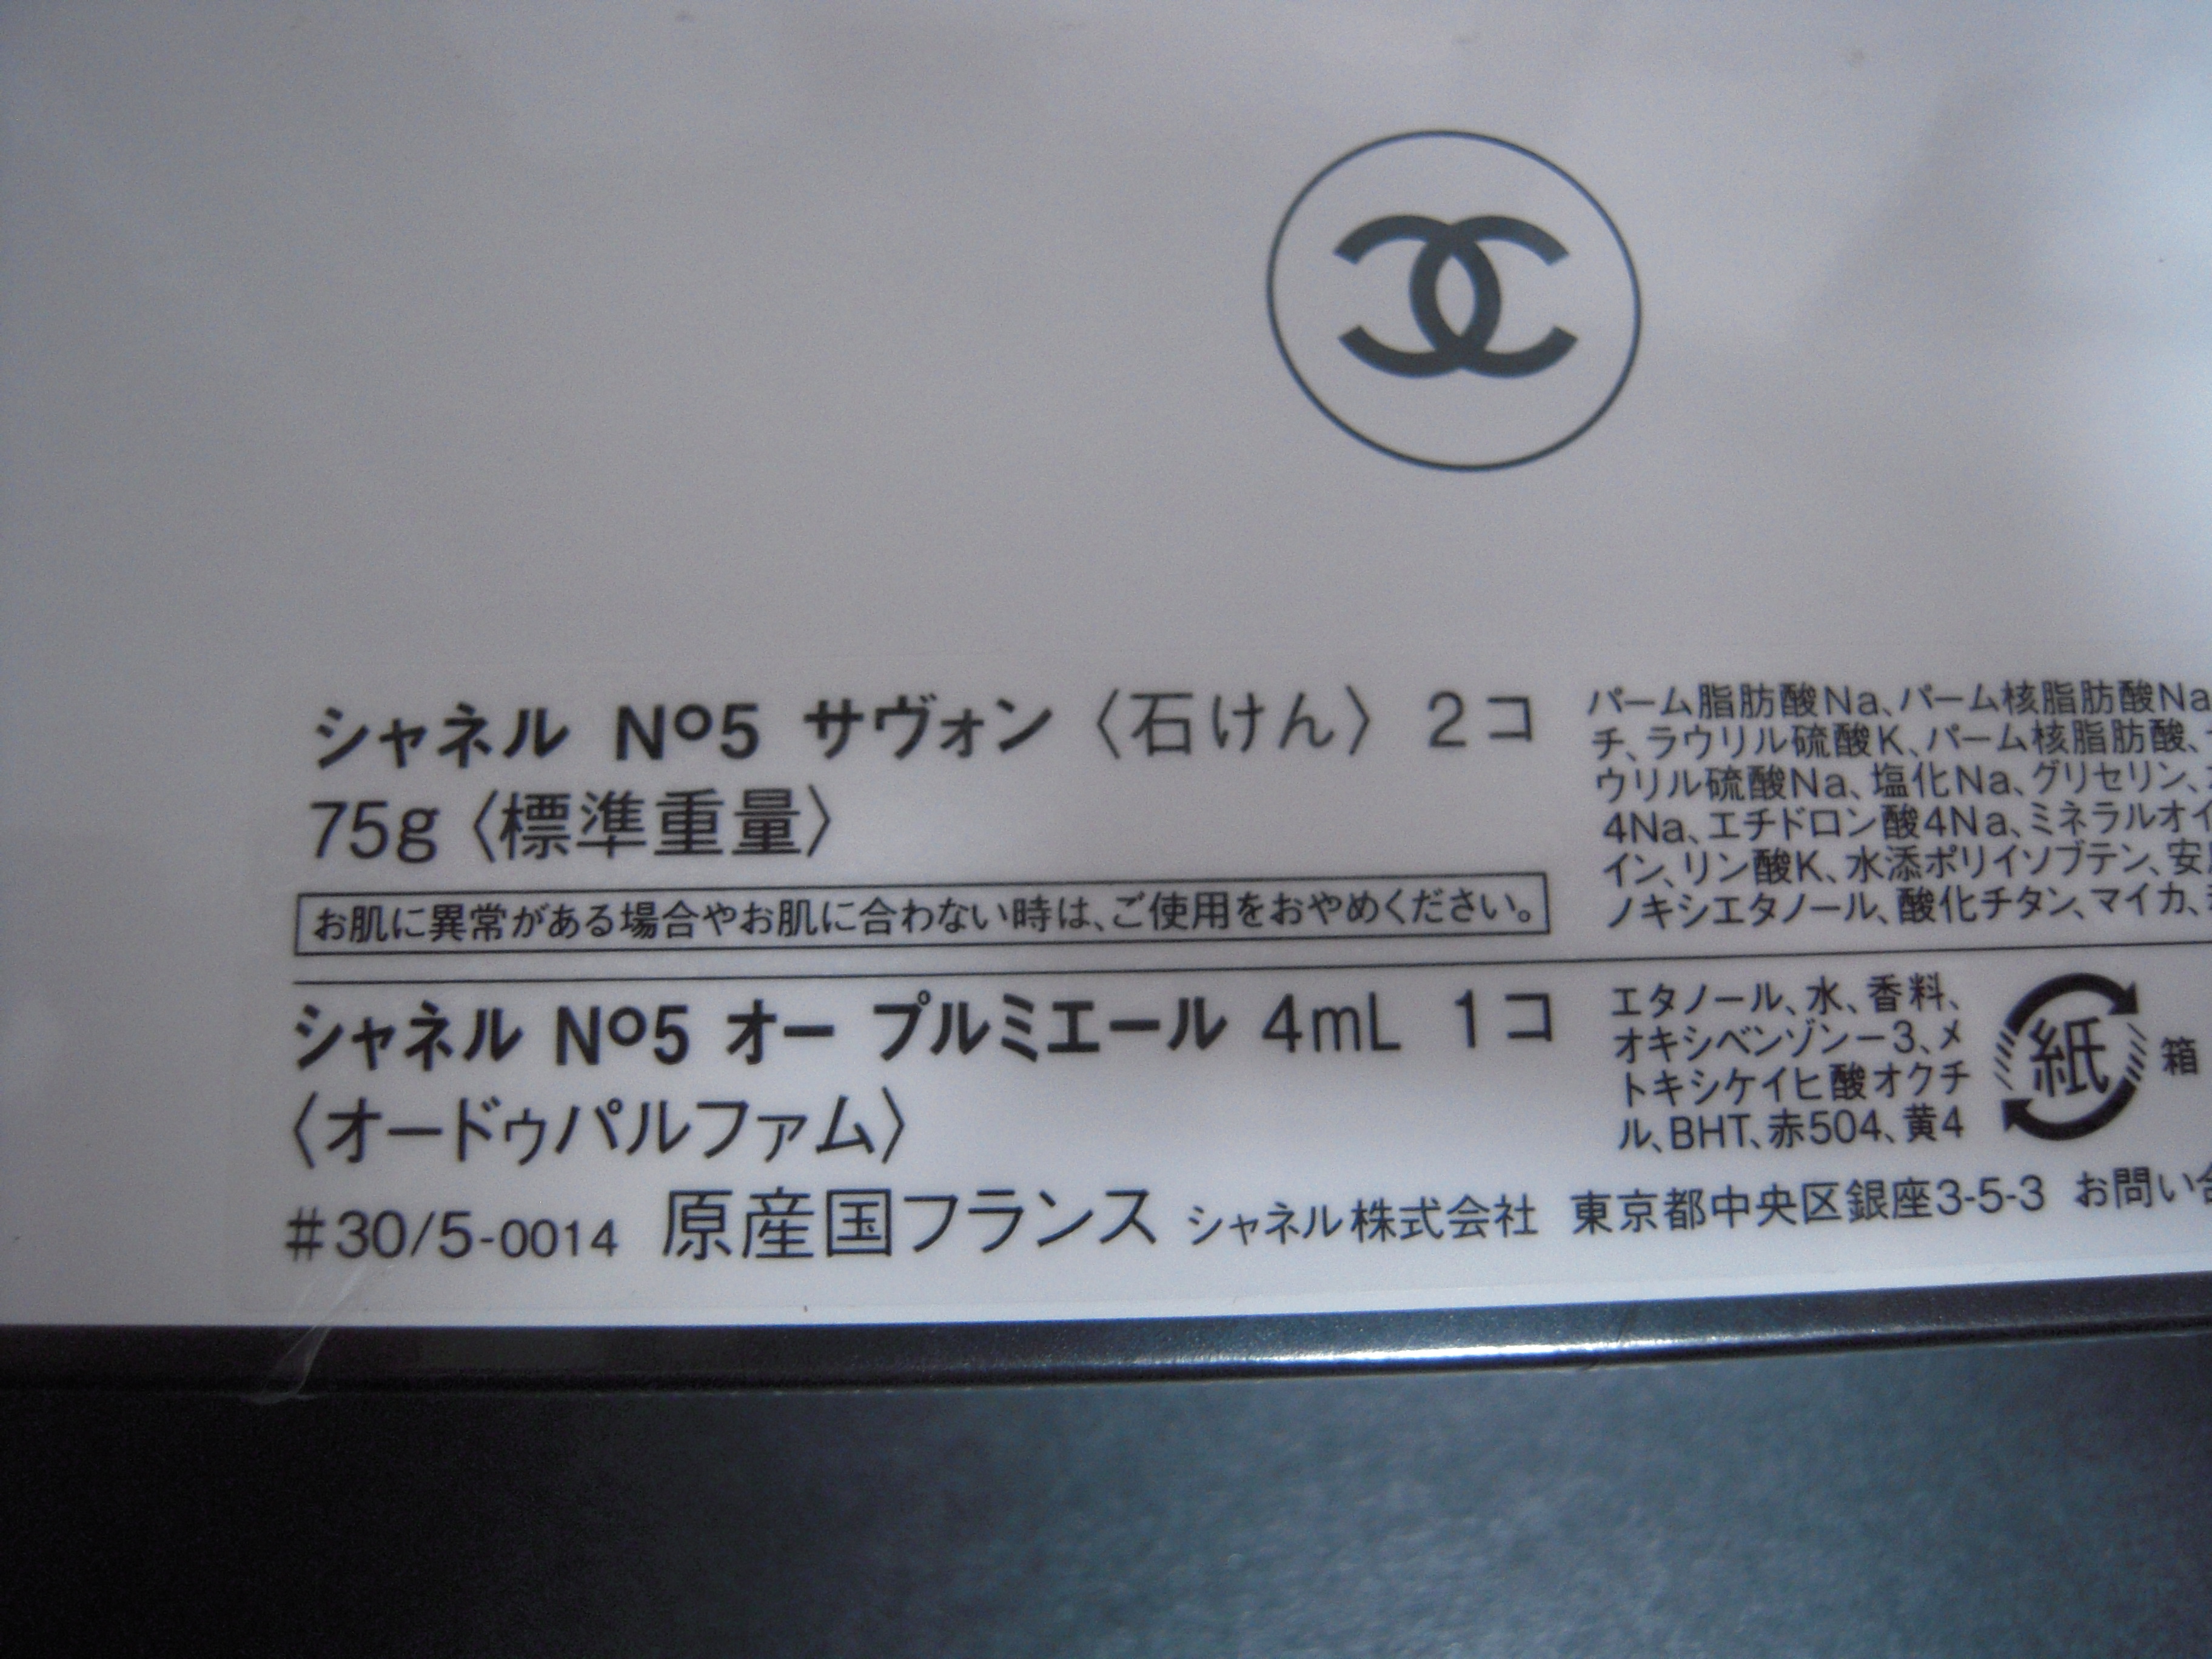 シャネル Nº5 サヴォン〈石けん〉 2コ
75g〈標準重量〉
お肌に異常がある場合やお肌に合わない時は、ご使用をおやめください。
パーム脂肪酸Na、パーム核脂肪酸Na
チ、ラウリル硫酸K、パーム核脂肪酸、
ウリル硫酸Na、塩化Na、グリセリン、
4Na、エチドロン酸4Na、ミネラルオイ
イン、リン酸K、水添ポリイソブテン、安
ノキシエタノール、酸化チタン、マイカ、
シャネル Nº5 オー プルミエール 4mL 1コ
〈オードゥパルファム〉
エタノール、水、香料、
オキシベンゾン－3、メ
トキシケイヒ酸オクチ
ル、BHT、赤504、黄4
紙 箱
#30/5-0014 原産国フランス シャネル株式会社 東京都中央区銀座3-5-3 お問い合